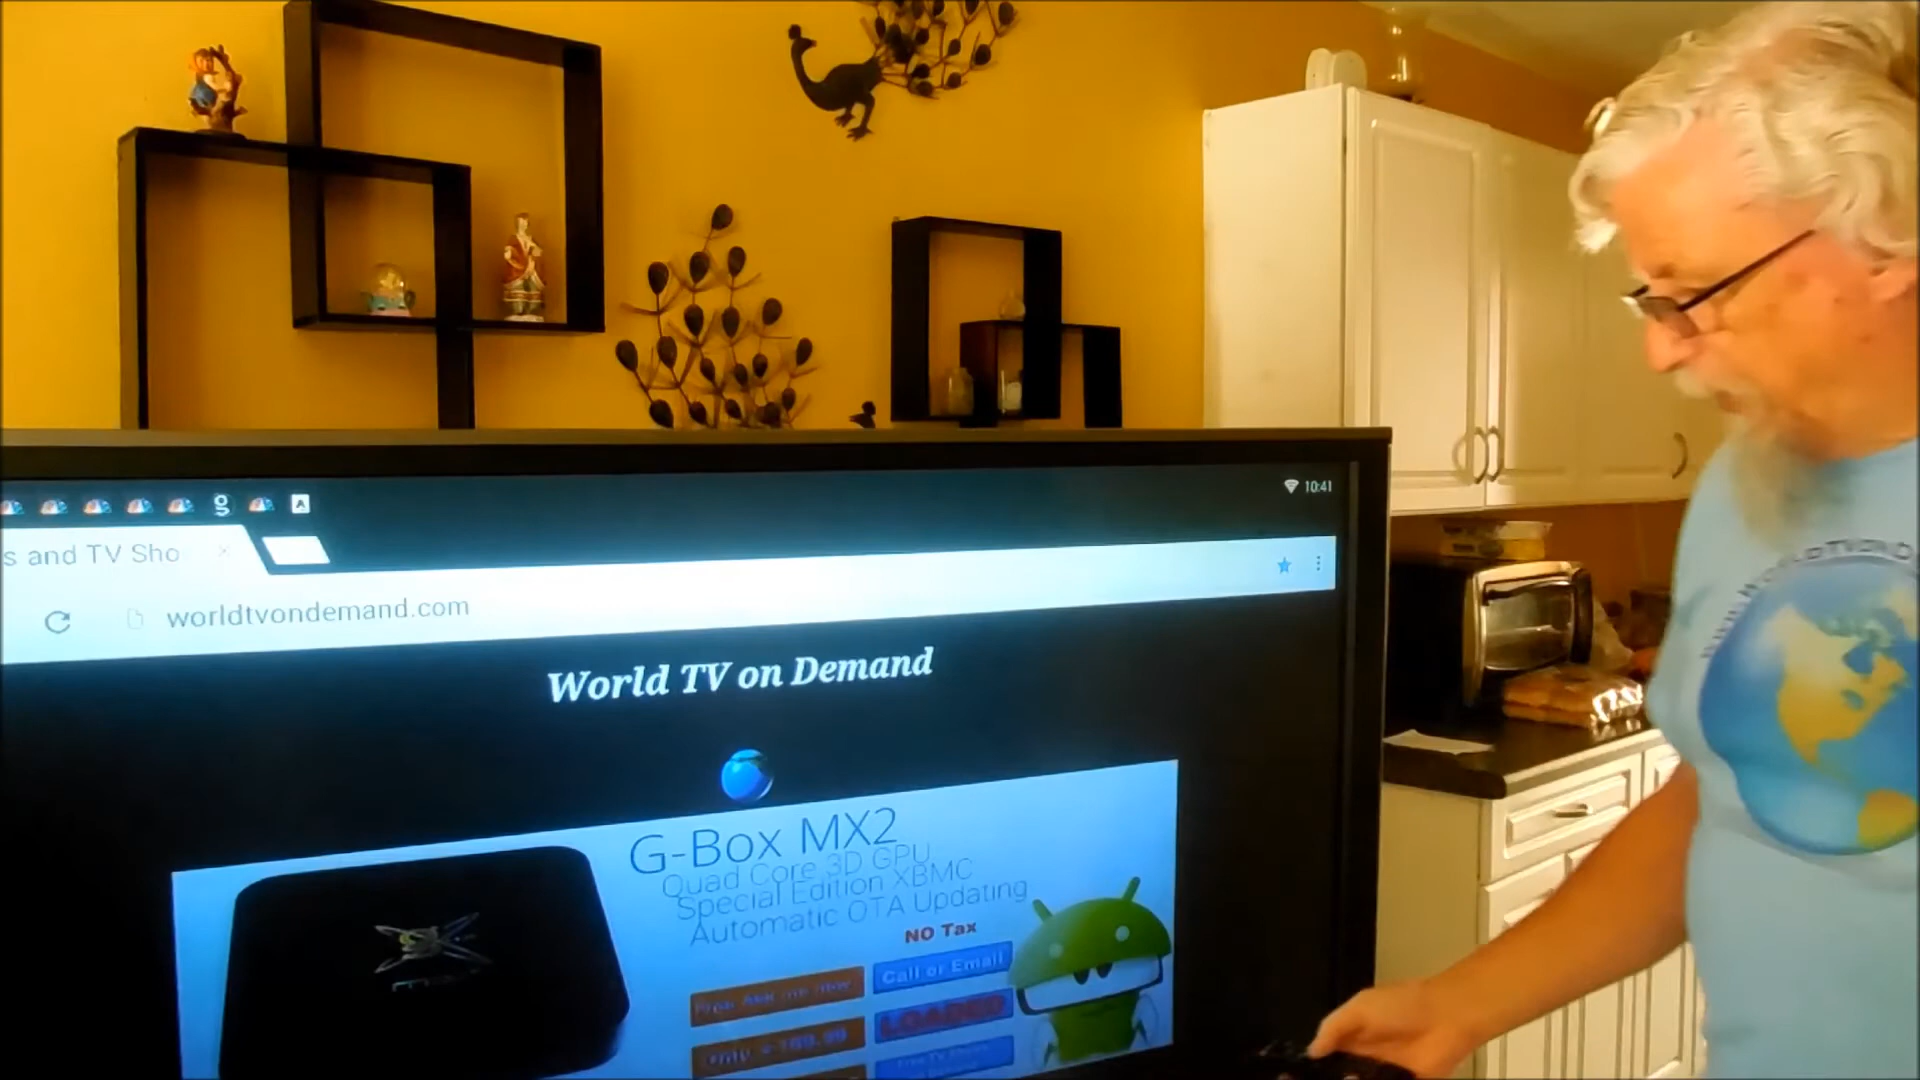 10:41
s and TV Sho
worldtvondemand.com
World TV on Demand
G-Box MX2
Quad Core 3D GPU
Special Edition XBMC
Automatic OTA Updating
NO Tax
Call or Email
LOADED